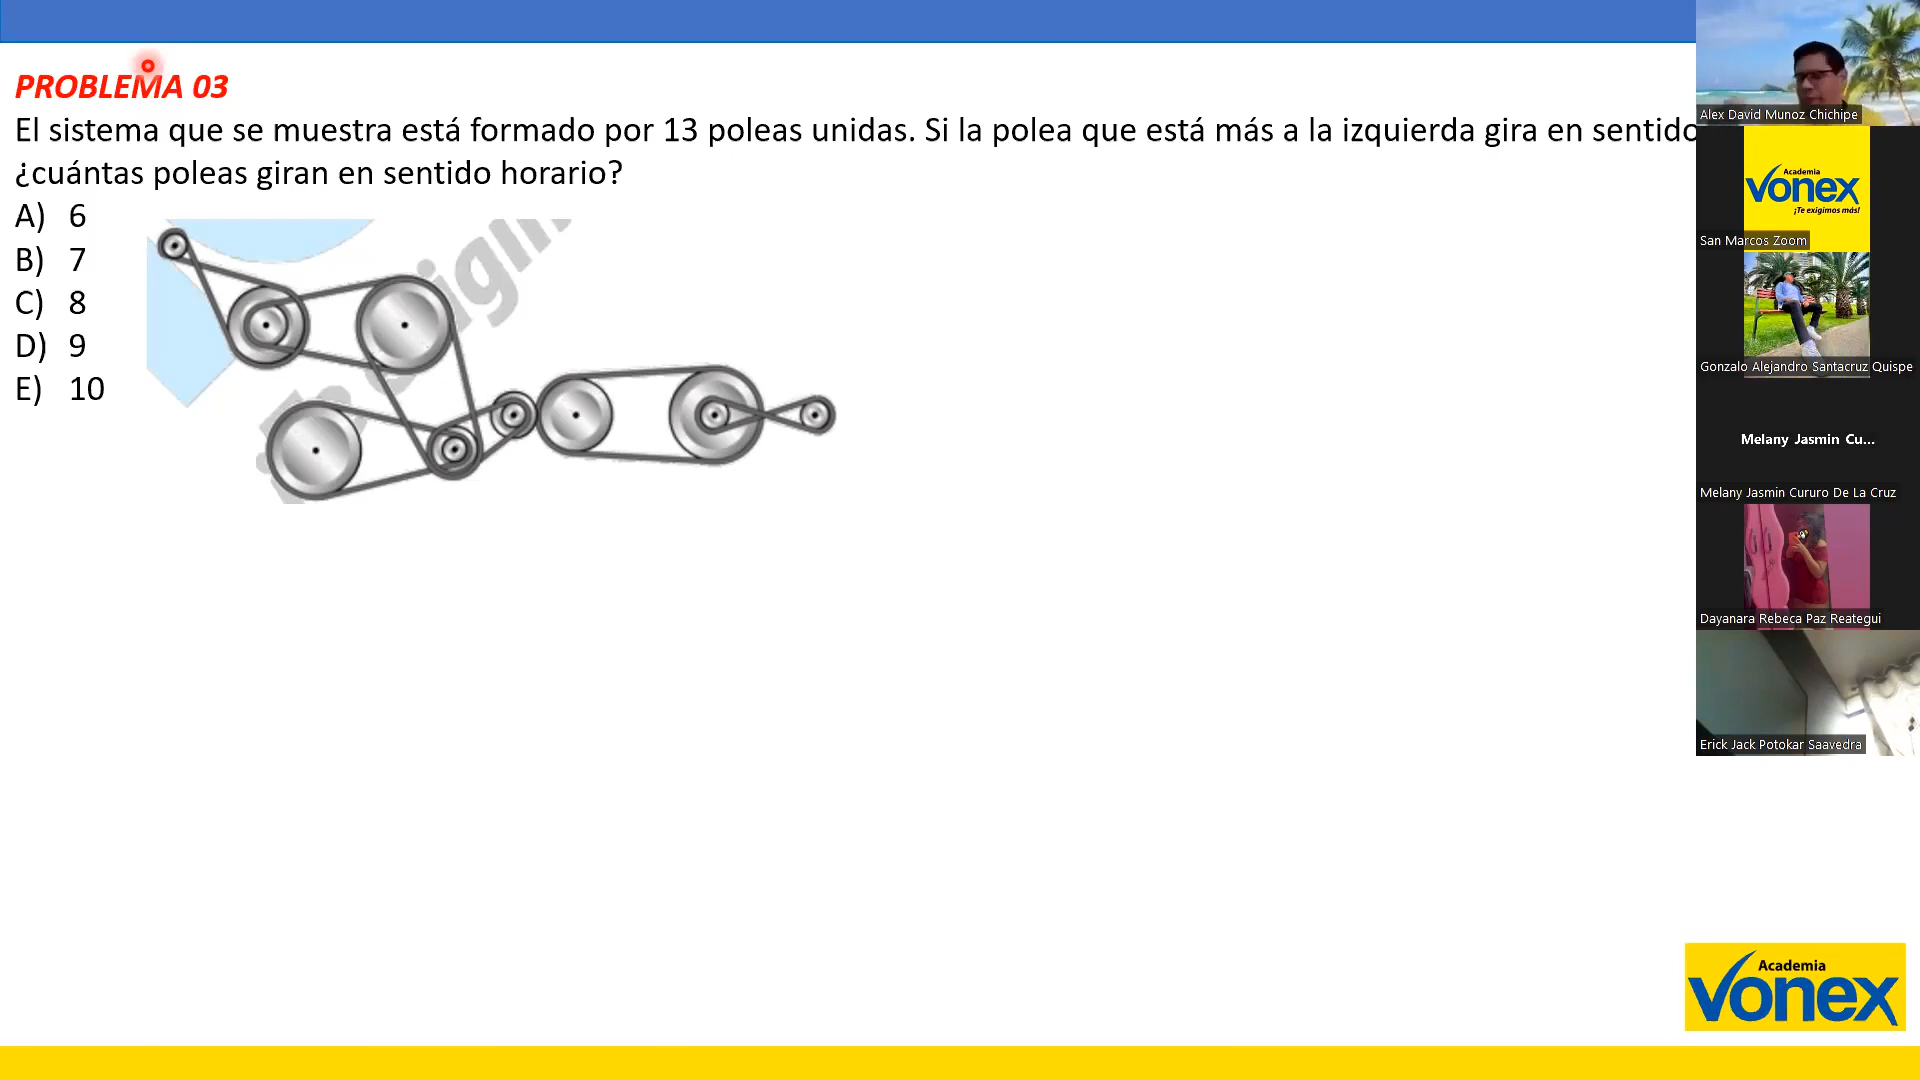 PROBLEMA 03
El sistema que se muestra está formado por 13 poleas unidas. Si la polea que está más a la izquierda gira en sentido
¿cuántas poleas giran en sentido horario?
A) 6
B) 7
C) 8
D) 9
E) 10
Alex David Munoz Chichipe
Academia
Vonex
¡Te exigimos más!
San Marcos Zoom
Gonzalo Alejandro Santacruz Quispe
Melany Jasmin Cu...
Melany Jasmin Cururo De La Cruz
Dayanara Rebeca Paz Reategui
Erick Jack Potokar Saavedra
Academia
Vonex